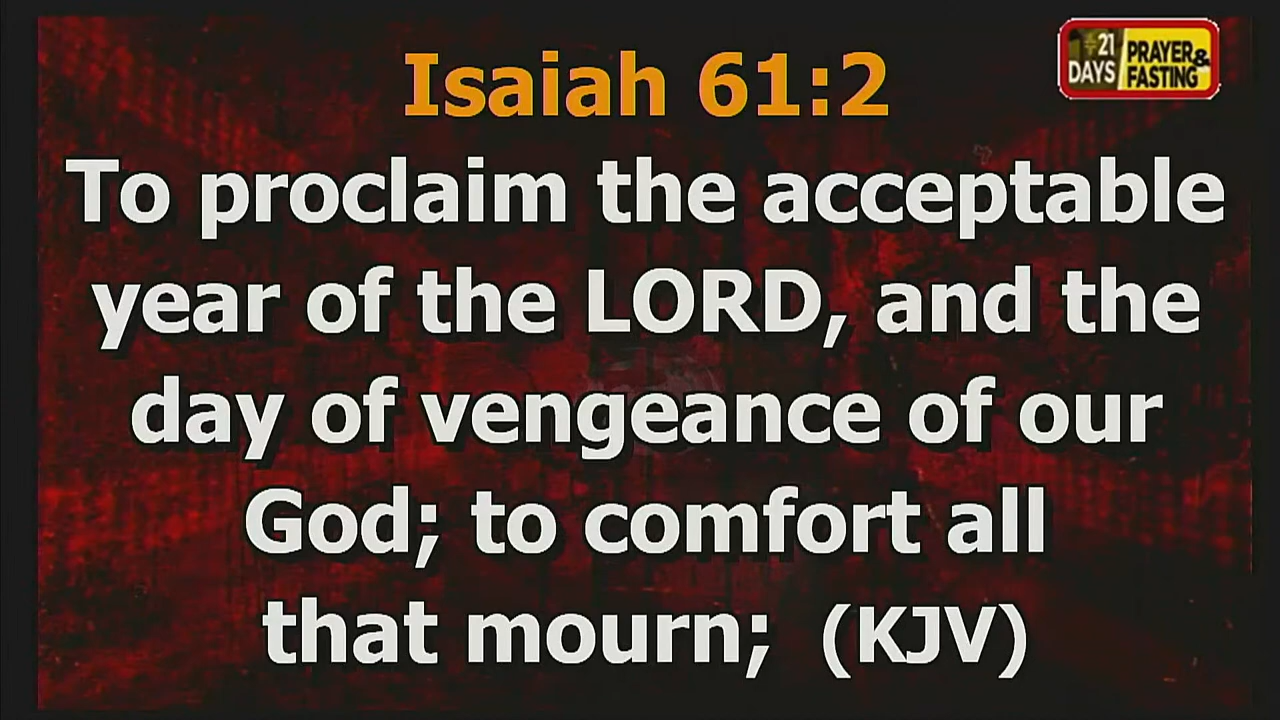 Isaiah 61:2
21
DAYS
PRAYER&
FASTING
To proclaim the acceptable
year of the LORD, and the
day of vengeance of our
God; to comfort all
that mourn;  (KJV)